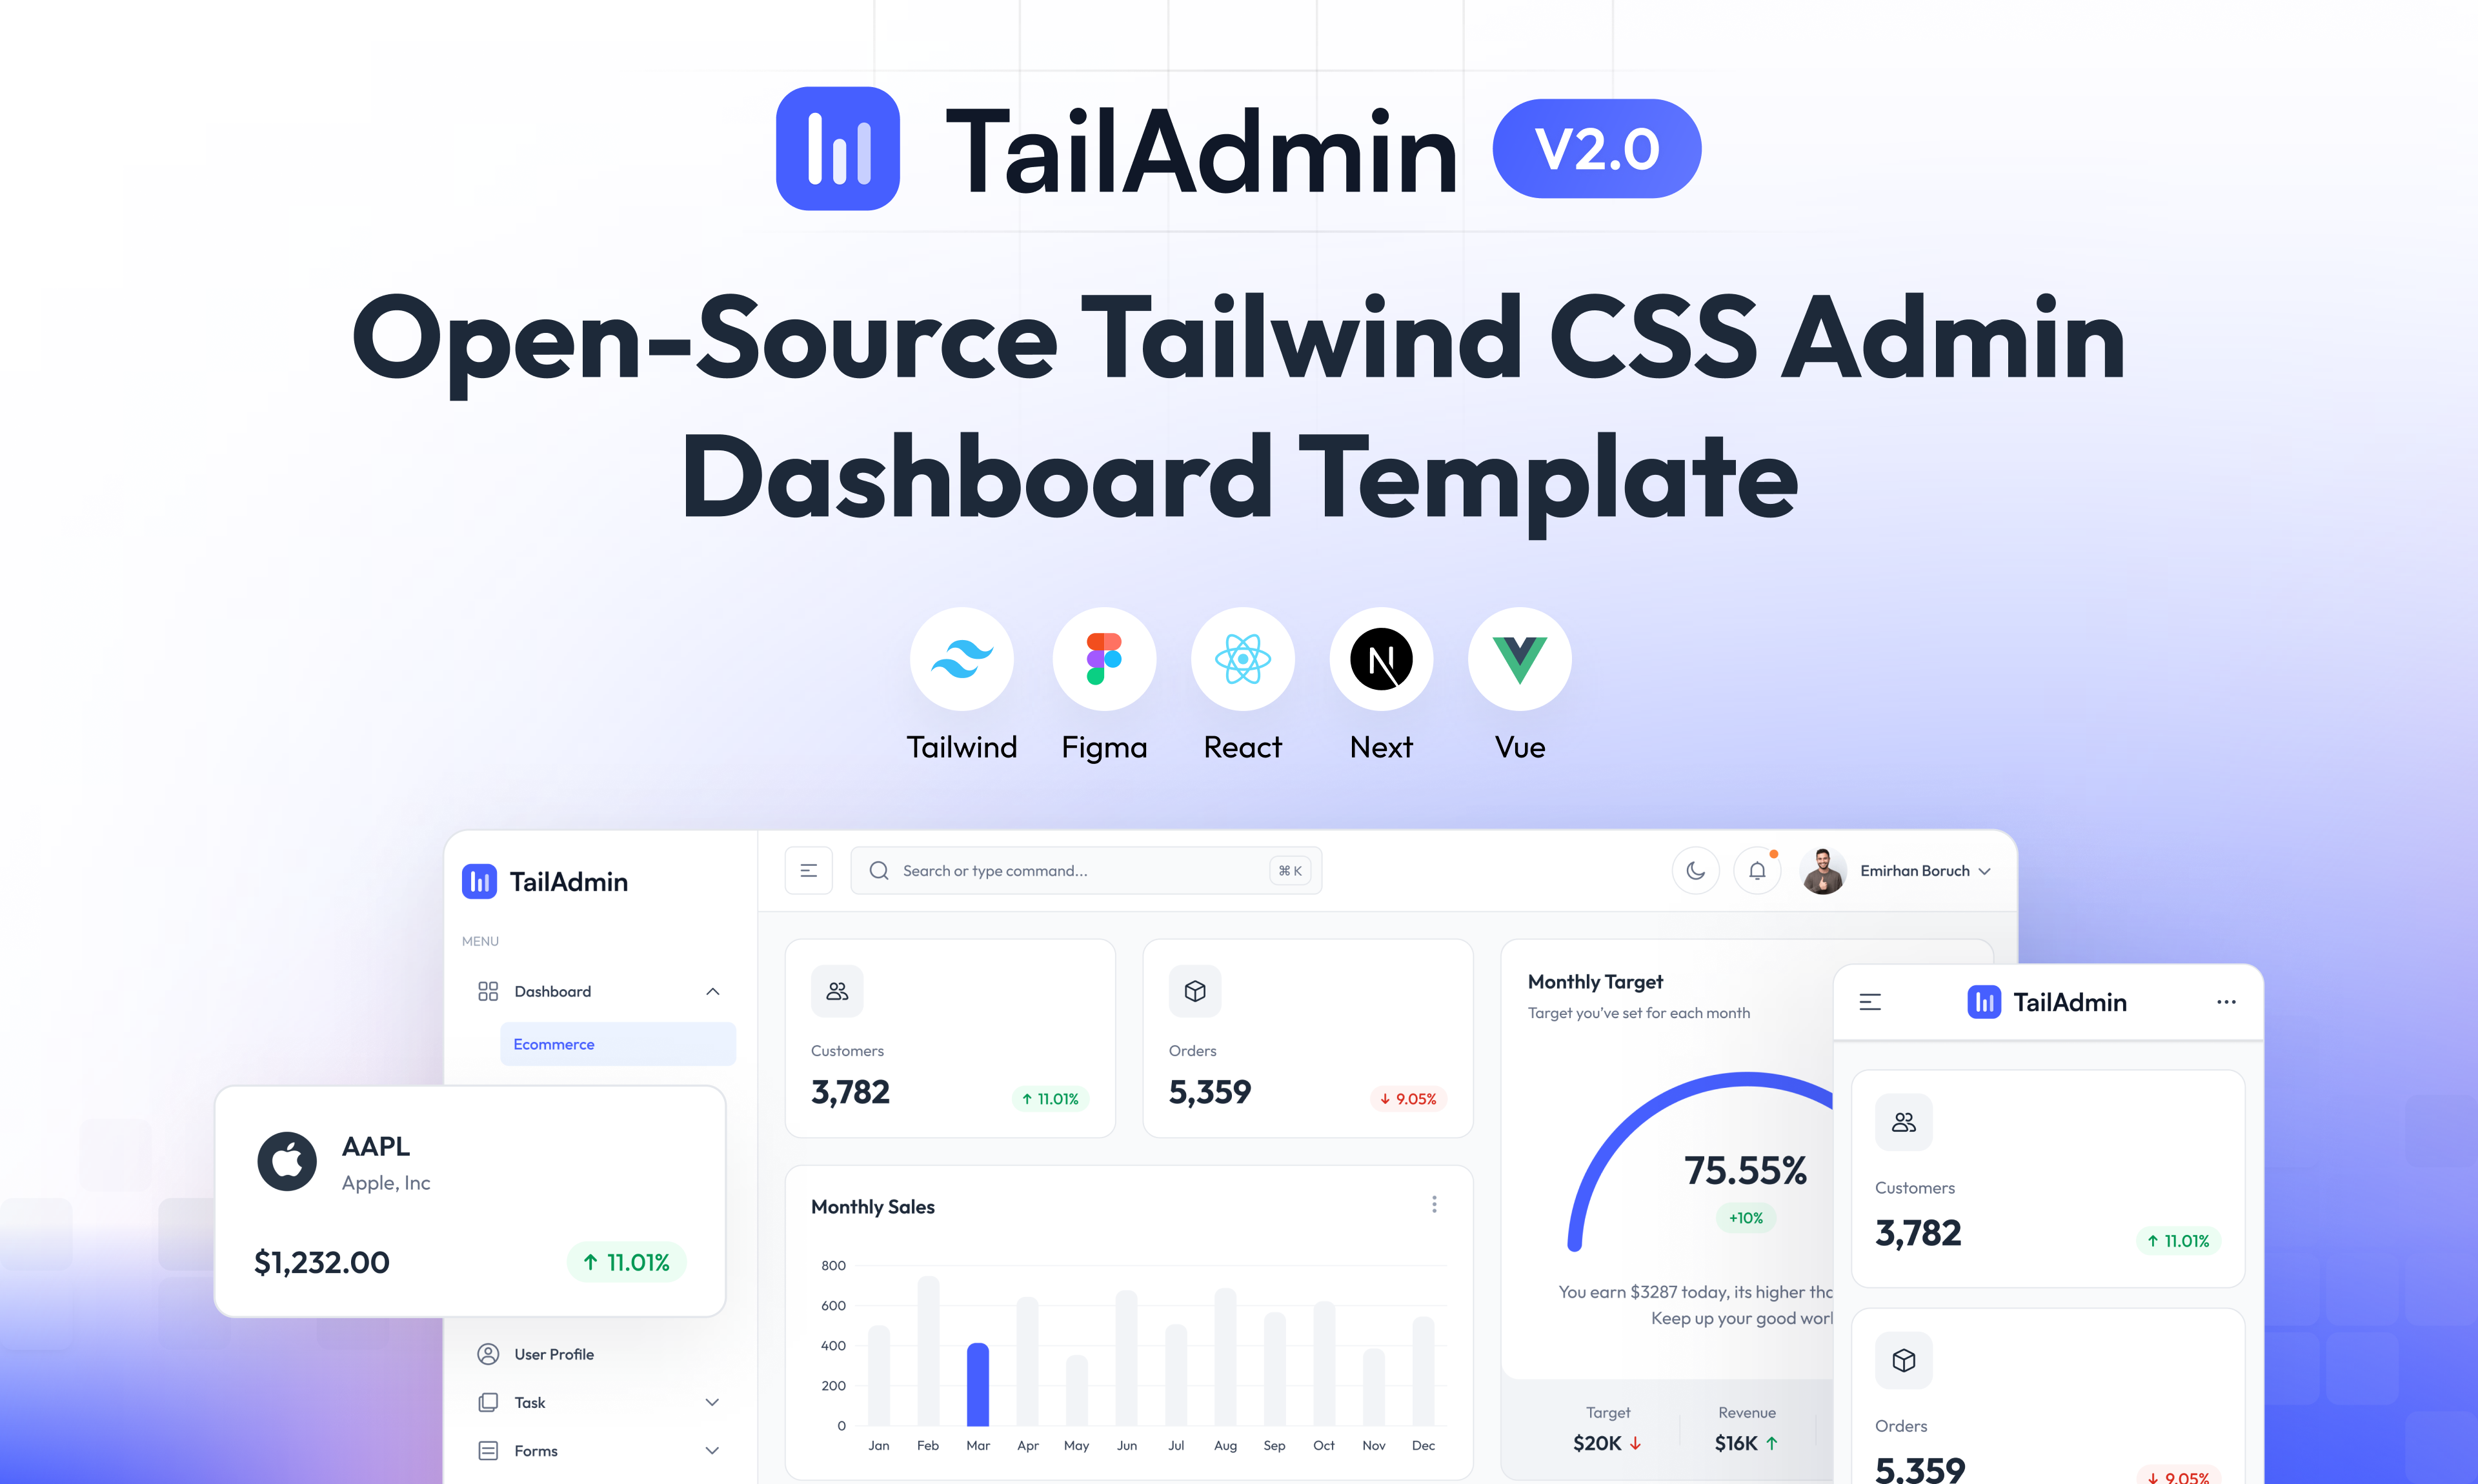 TailAdmin V2.0
Open-Source Tailwind CSS Admin
Dashboard Template
Tailwind Figma React Next Vue
TailAdmin
MENU
Dashboard
Ecommerce
AAPL
Apple, Inc
$1,232.00 ↑ 11.01%
User Profile
Task
Forms
Search or type command... ⌘ K
Emirhan Boruch
Customers
3,782 ↑ 11.01%
Orders
5,359 ↓ 9.05%
Monthly Sales
800
600
400
200
0
Jan Feb Mar Apr May Jun Jul Aug Sep Oct Nov Dec
Monthly Target
Target you’ve set for each month
75.55%
+10%
You earn $3287 today, its higher
Keep up your good
Target Revenue
$20K ↓ $16K ↑
TailAdmin
Customers
3,782 ↑ 11.01%
Orders
5,359 ↓ 9.05%